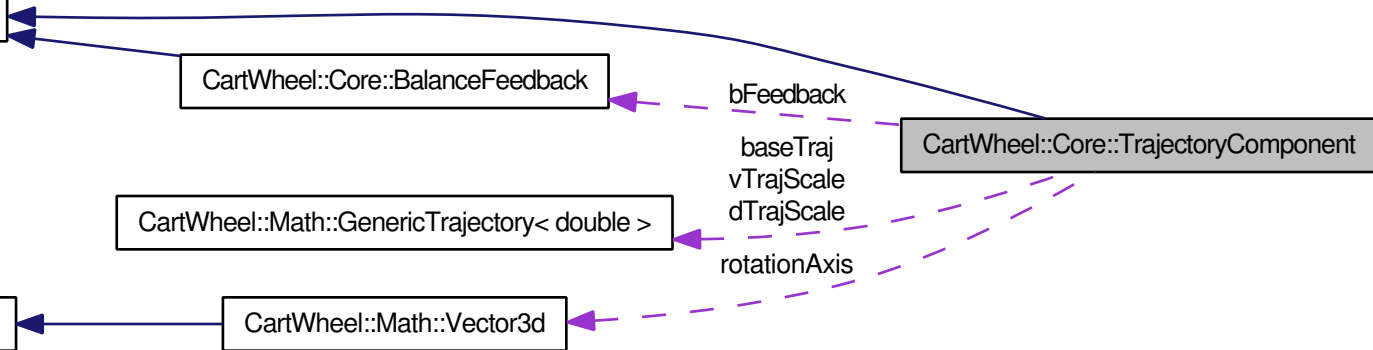 CartWheel::Core::BalanceFeedback
bFeedback
CartWheel::Core::TrajectoryComponent
baseTraj
vTrajScale
dTrajScale
CartWheel::Math::GenericTrajectory< double >
rotationAxis
CartWheel::Math::Vector3d